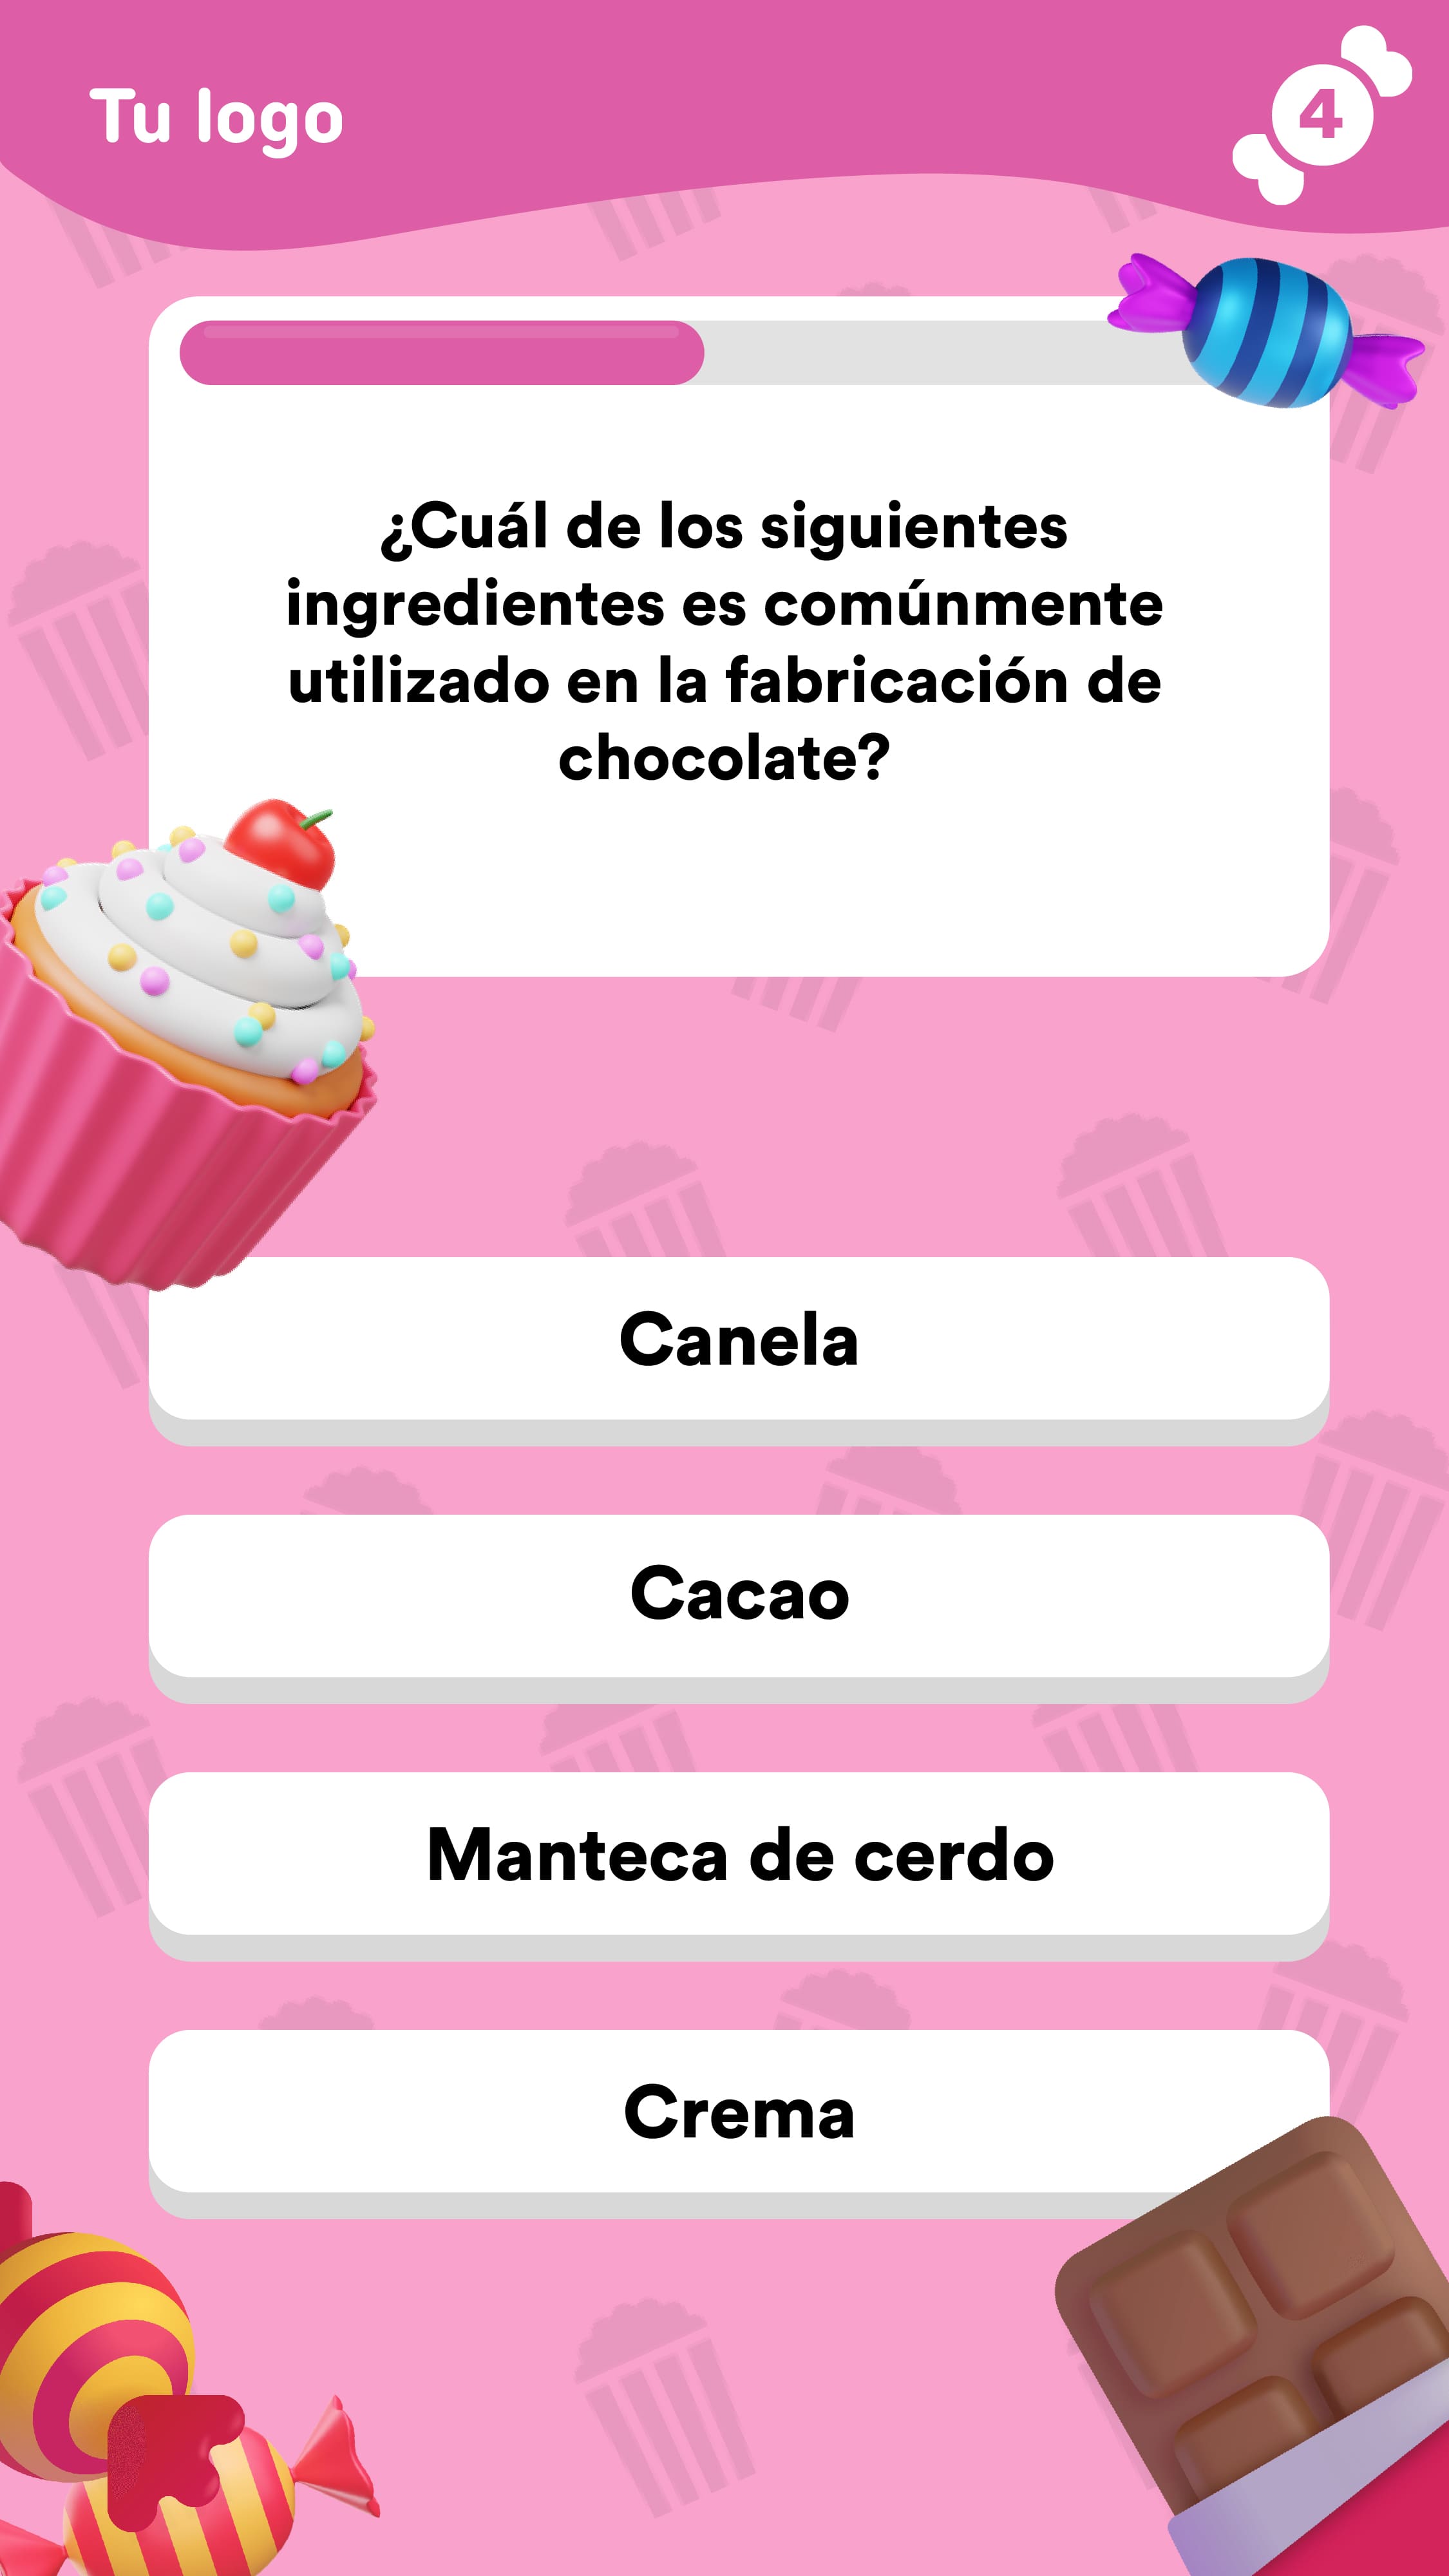 Tu logo
4
¿Cuál de los siguientes
ingredientes es comúnmente
utilizado en la fabricación de
chocolate?
Canela
Cacao
Manteca de cerdo
Crema